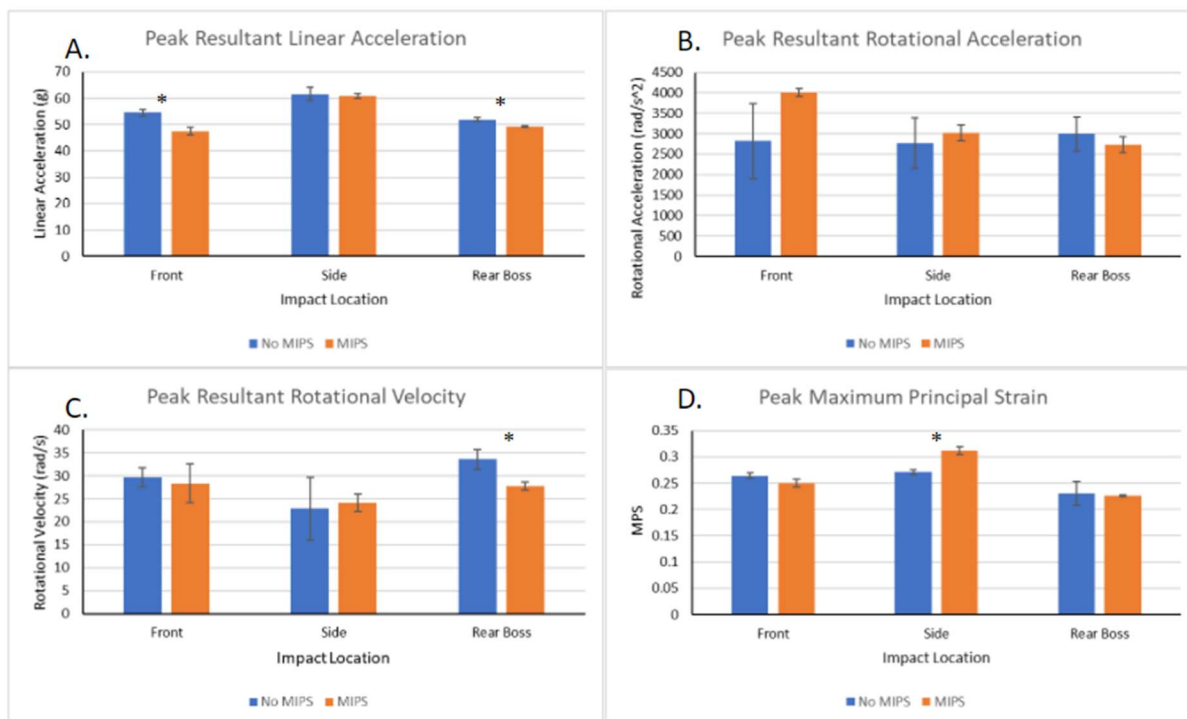 A.
Peak Resultant Linear Acceleration
Linear Acceleration (g)
70
60
50
40
30
20
10
0
*
*
Front
Side
Rear Boss
Impact Location
No MIPS
MIPS
B.
Peak Resultant Rotational Acceleration
Rotational Acceleration (rad/s^2)
4500
4000
3500
3000
2500
2000
1500
1000
500
0
Front
Side
Rear Boss
Impact Location
No MIPS
MIPS
C.
Peak Resultant Rotational Velocity
Rotational Velocity (rad/s)
40
35
30
25
20
15
10
5
0
*
Front
Side
Rear Boss
Impact Location
No MIPS
MIPS
D.
Peak Maximum Principal Strain
MPS
0.35
0.3
0.25
0.2
0.15
0.1
0.05
0
*
Front
Side
Rear Boss
Impact Location
No MIPS
MIPS